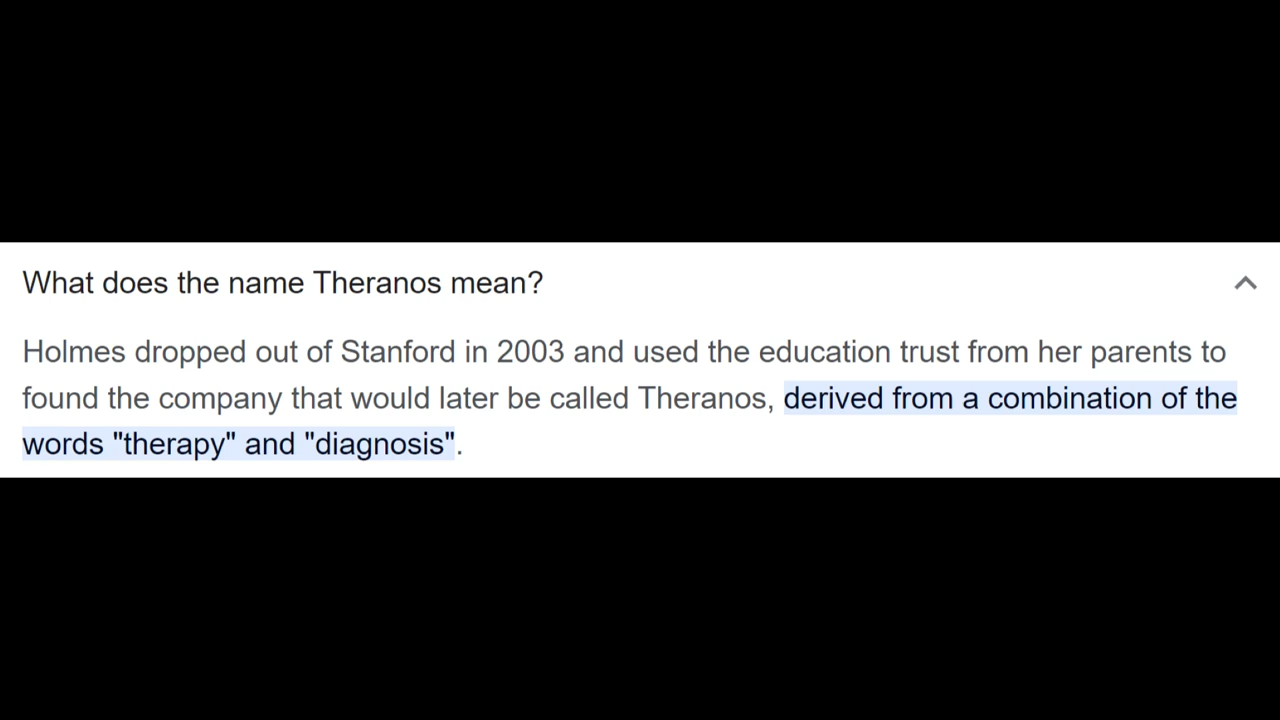 What does the name Theranos mean?
Holmes dropped out of Stanford in 2003 and used the education trust from her parents to
found the company that would later be called Theranos, derived from a combination of the
words "therapy" and "diagnosis".